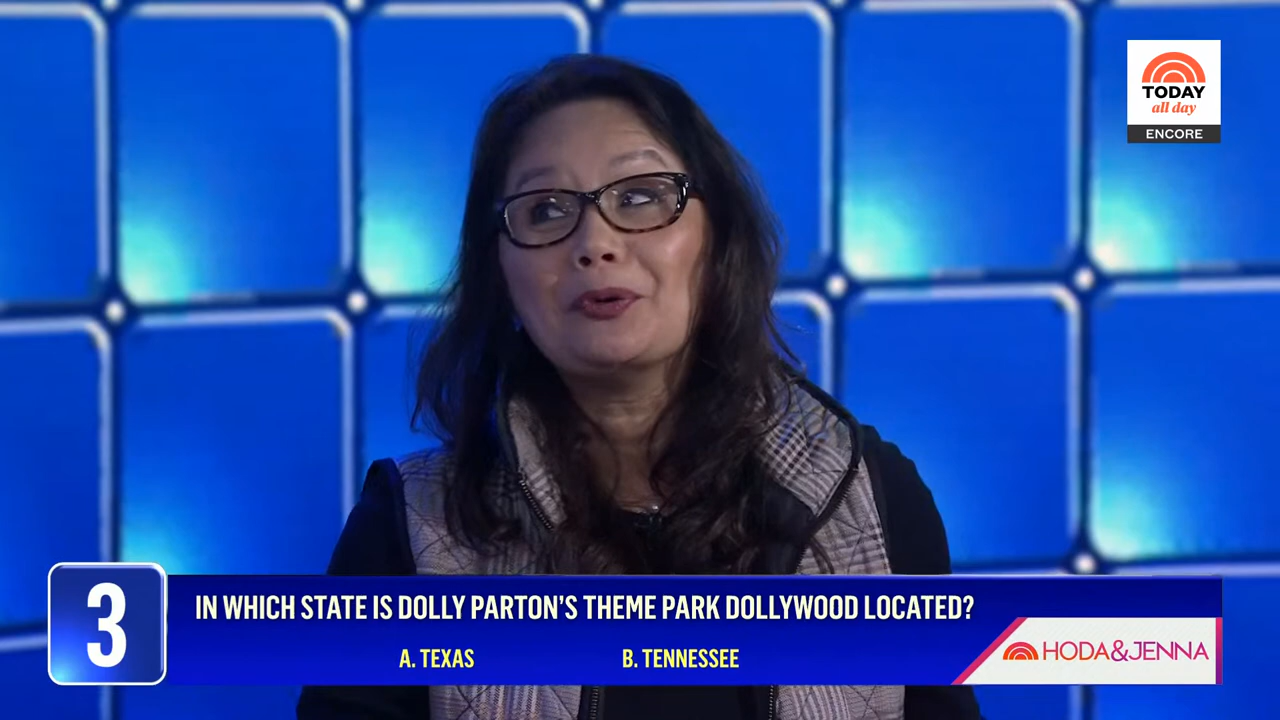 TODAY
all day
ENCORE
3
IN WHICH STATE IS DOLLY PARTON'S THEME PARK DOLLYWOOD LOCATED?
A. TEXAS
B. TENNESSEE
HODA&JENNA